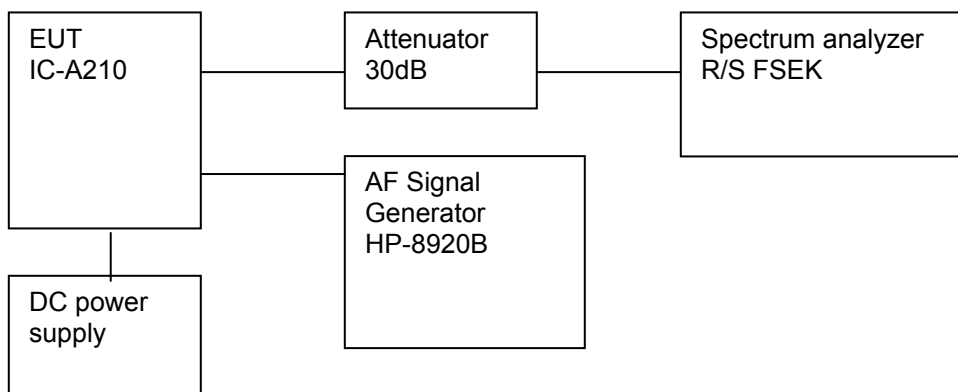 EUT
IC-A210
Attenuator
30dB
Spectrum analyzer
R/S FSEK
AF Signal
Generator
HP-8920B
DC power
supply